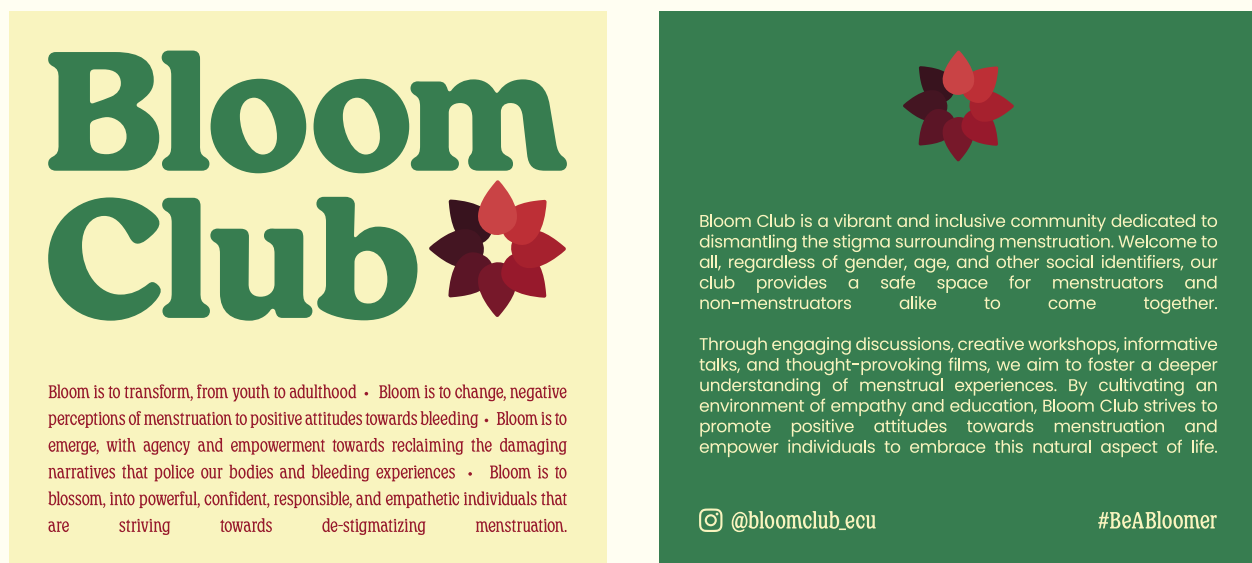 Bloom
Club
Bloom is to transform, from youth to adulthood • Bloom is to change, negative
perceptions of menstruation to positive attitudes towards bleeding • Bloom is to
emerge, with agency and empowerment towards reclaiming the damaging
narratives that police our bodies and bleeding experiences • Bloom is to
blossom, into powerful, confident, responsible, and empathetic individuals that
are striving towards de-stigmatizing menstruation.
Bloom Club is a vibrant and inclusive community dedicated to
dismantling the stigma surrounding menstruation. Welcome to
all, regardless of gender, age, and other social identifiers, our
club provides a safe space for menstruators and
non-menstruators alike to come together.
Through engaging discussions, creative workshops, informative
talks, and thought-provoking films, we aim to foster a deeper
understanding of menstrual experiences. By cultivating an
environment of empathy and education, Bloom Club strives to
promote positive attitudes towards menstruation and
empower individuals to embrace this natural aspect of life.
@bloomclub_ecu
#BeABloomer